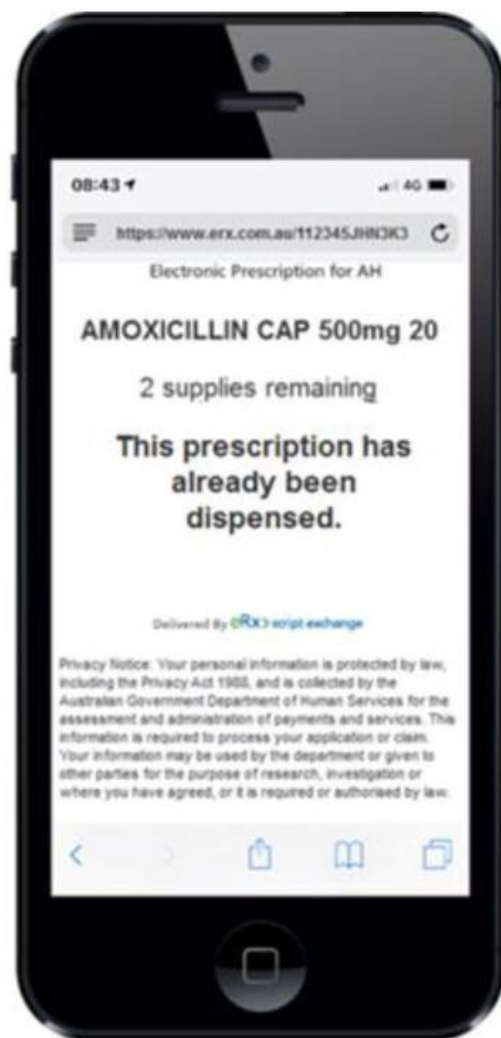 08:43
4G
https://www.erx.com.au/112345JHN3K3
Electronic Prescription for AH
AMOXICILLIN CAP 500mg 20
2 supplies remaining
This prescription has
already been
dispensed.
Delivered By eRx script exchange
Privacy Notice: Your personal information is protected by law,
including the Privacy Act 1988, and is collected by the
Australian Government Department of Human Services for the
assessment and administration of payments and services. This
information is required to process your application or claim.
Your information may be used by the department or given to
other parties for the purpose of research, investigation or
where you have agreed, or it is required or authorised by law.